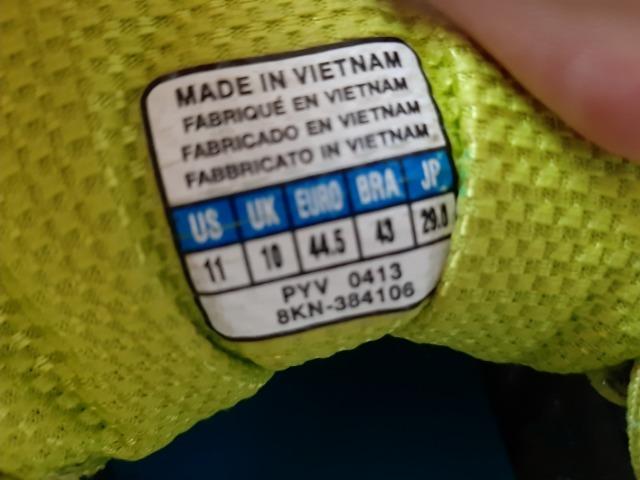 MADE IN VIETNAM
FABRIQUÉ EN VIETNAM
FABRICADO EN VIETNAM
FABBRICATO IN VIETNAM
US UK EURO BRA JP
11 10 44.5 43 29.0
PYV 0413
8KN-384106